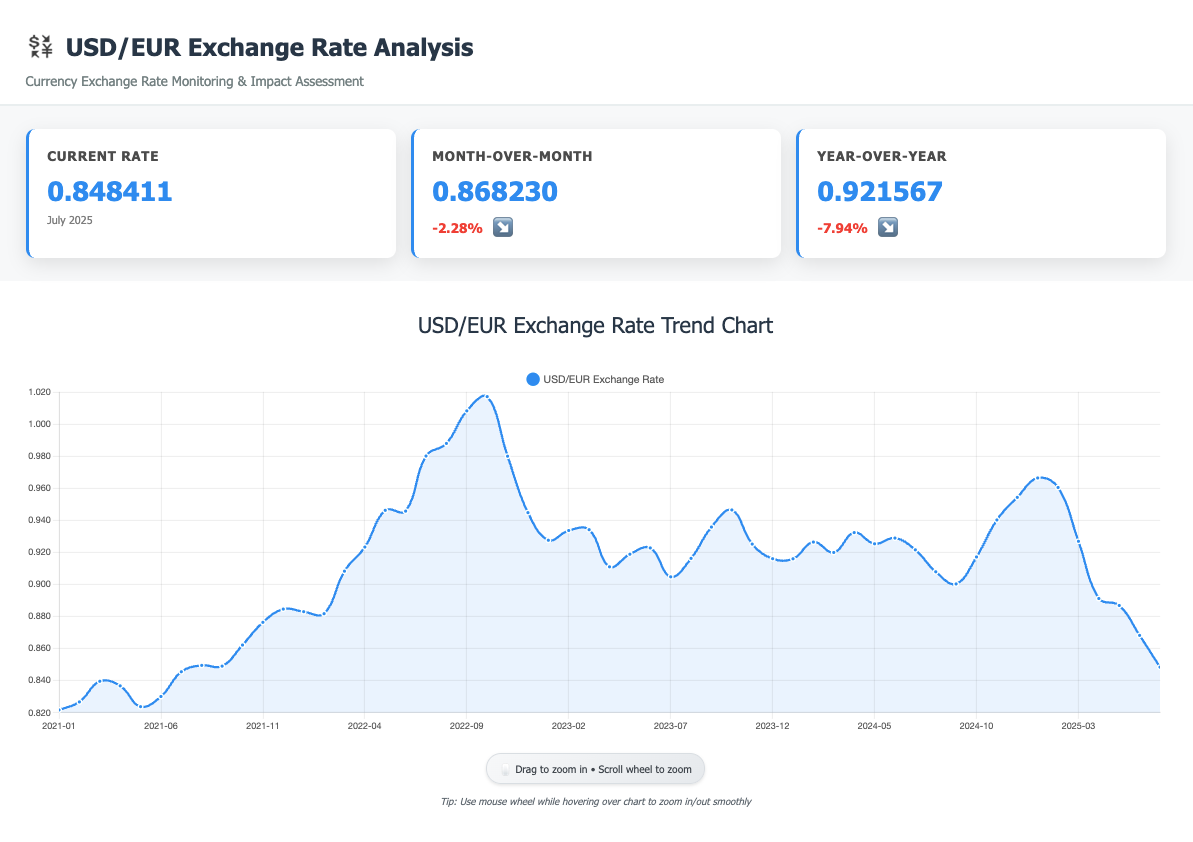 USD/EUR Exchange Rate Analysis
Currency Exchange Rate Monitoring & Impact Assessment
CURRENT RATE
0.848411
July 2025
MONTH-OVER-MONTH
0.868230
-2.28%
YEAR-OVER-YEAR
0.921567
-7.94%
USD/EUR Exchange Rate Trend Chart
USD/EUR Exchange Rate
1.020
1.000
0.980
0.960
0.940
0.920
0.900
0.880
0.860
0.840
0.820
2021-01 2021-06 2021-11 2022-04 2022-09 2023-02 2023-07 2023-12 2024-05 2024-10 2025-03
Drag to zoom in • Scroll wheel to zoom
Tip: Use mouse wheel while hovering over chart to zoom in/out smoothly